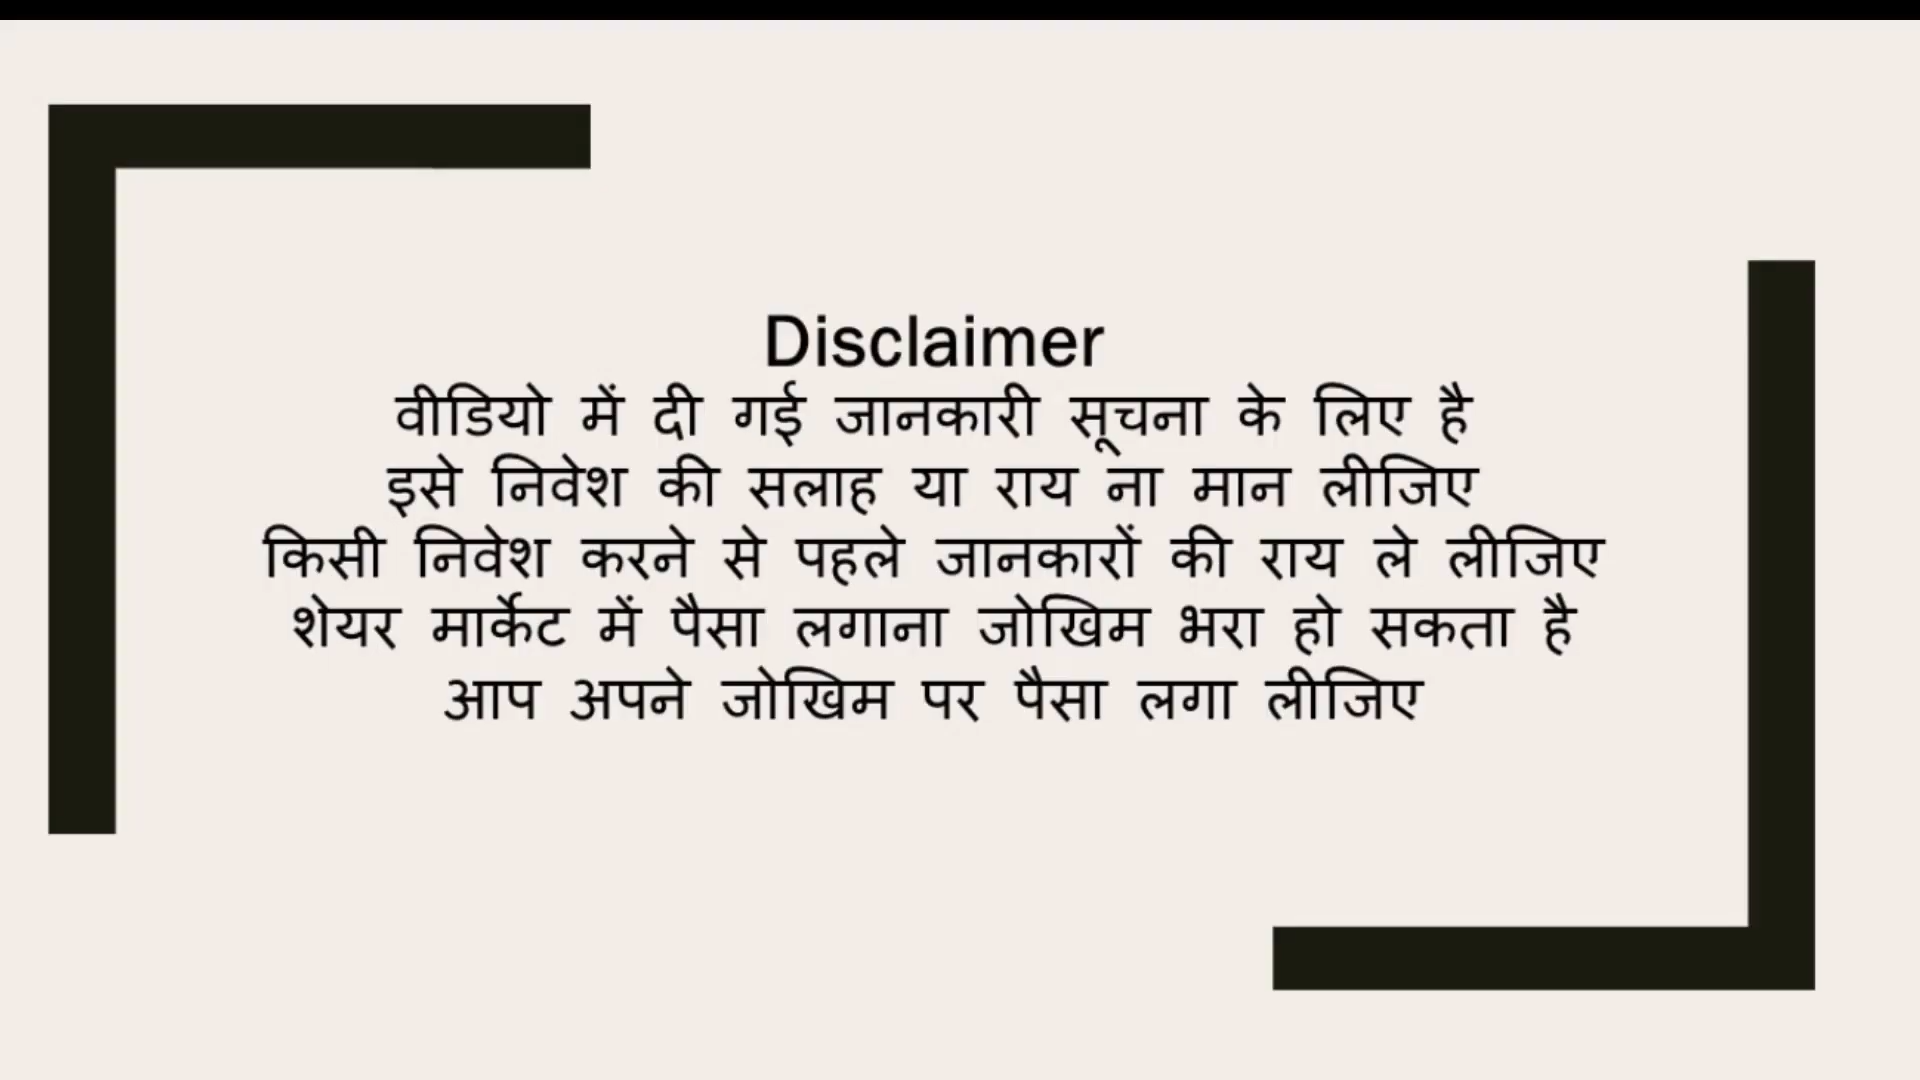 Disclaimer
वीडियो में दी गई जानकारी सूचना के लिए है
इसे निवेश की सलाह या राय ना मान लीजिए
किसी निवेश करने से पहले जानकारों की राय ले लीजिए
शेयर मार्केट में पैसा लगाना जोखिम भरा हो सकता है
आप अपने जोखिम पर पैसा लगा लीजिए